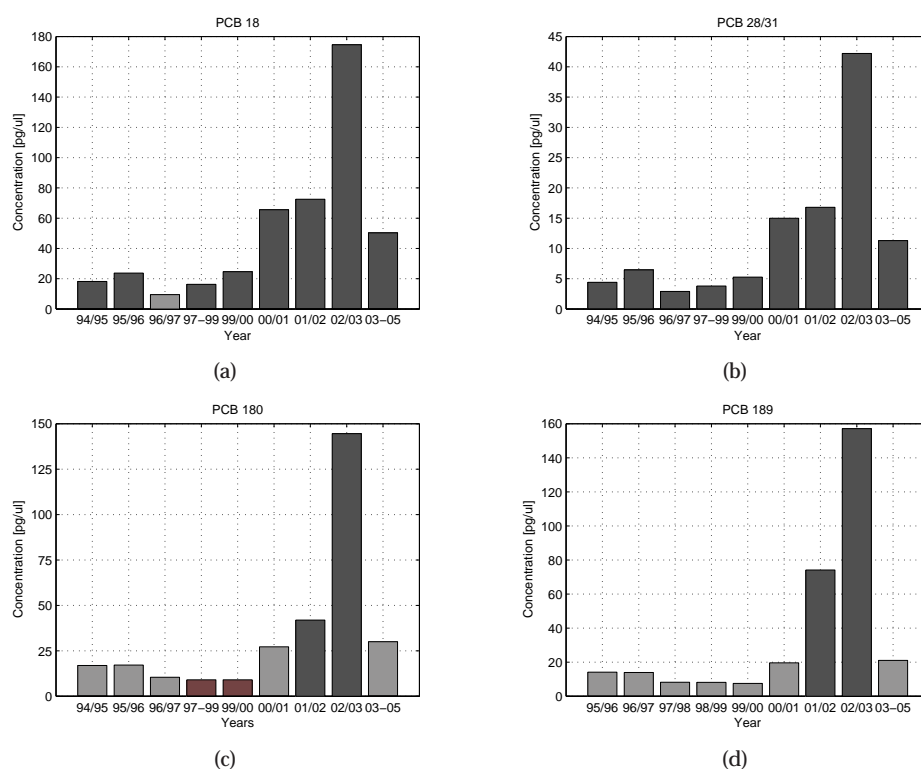 PCB 18
180
160
140
120
100
80
60
40
20
0
Concentration [pg/ul]
94/95 95/96 96/97 97−99 99/00 00/01 01/02 02/03 03−05
Year
(a)
PCB 28/31
45
40
35
30
25
20
15
10
5
0
Concentration [pg/ul]
94/95 95/96 96/97 97−99 99/00 00/01 01/02 02/03 03−05
Year
(b)
PCB 180
150
125
100
75
50
25
0
Concentration [pg/ul]
94/95 95/96 96/97 97−99 99/00 00/01 01/02 02/03 03−05
Years
(c)
PCB 189
160
140
120
100
80
60
40
20
0
Concentration [pg/ul]
95/96 96/97 97/98 98/99 99/00 00/01 01/02 02/03 03−05
Year
(d)